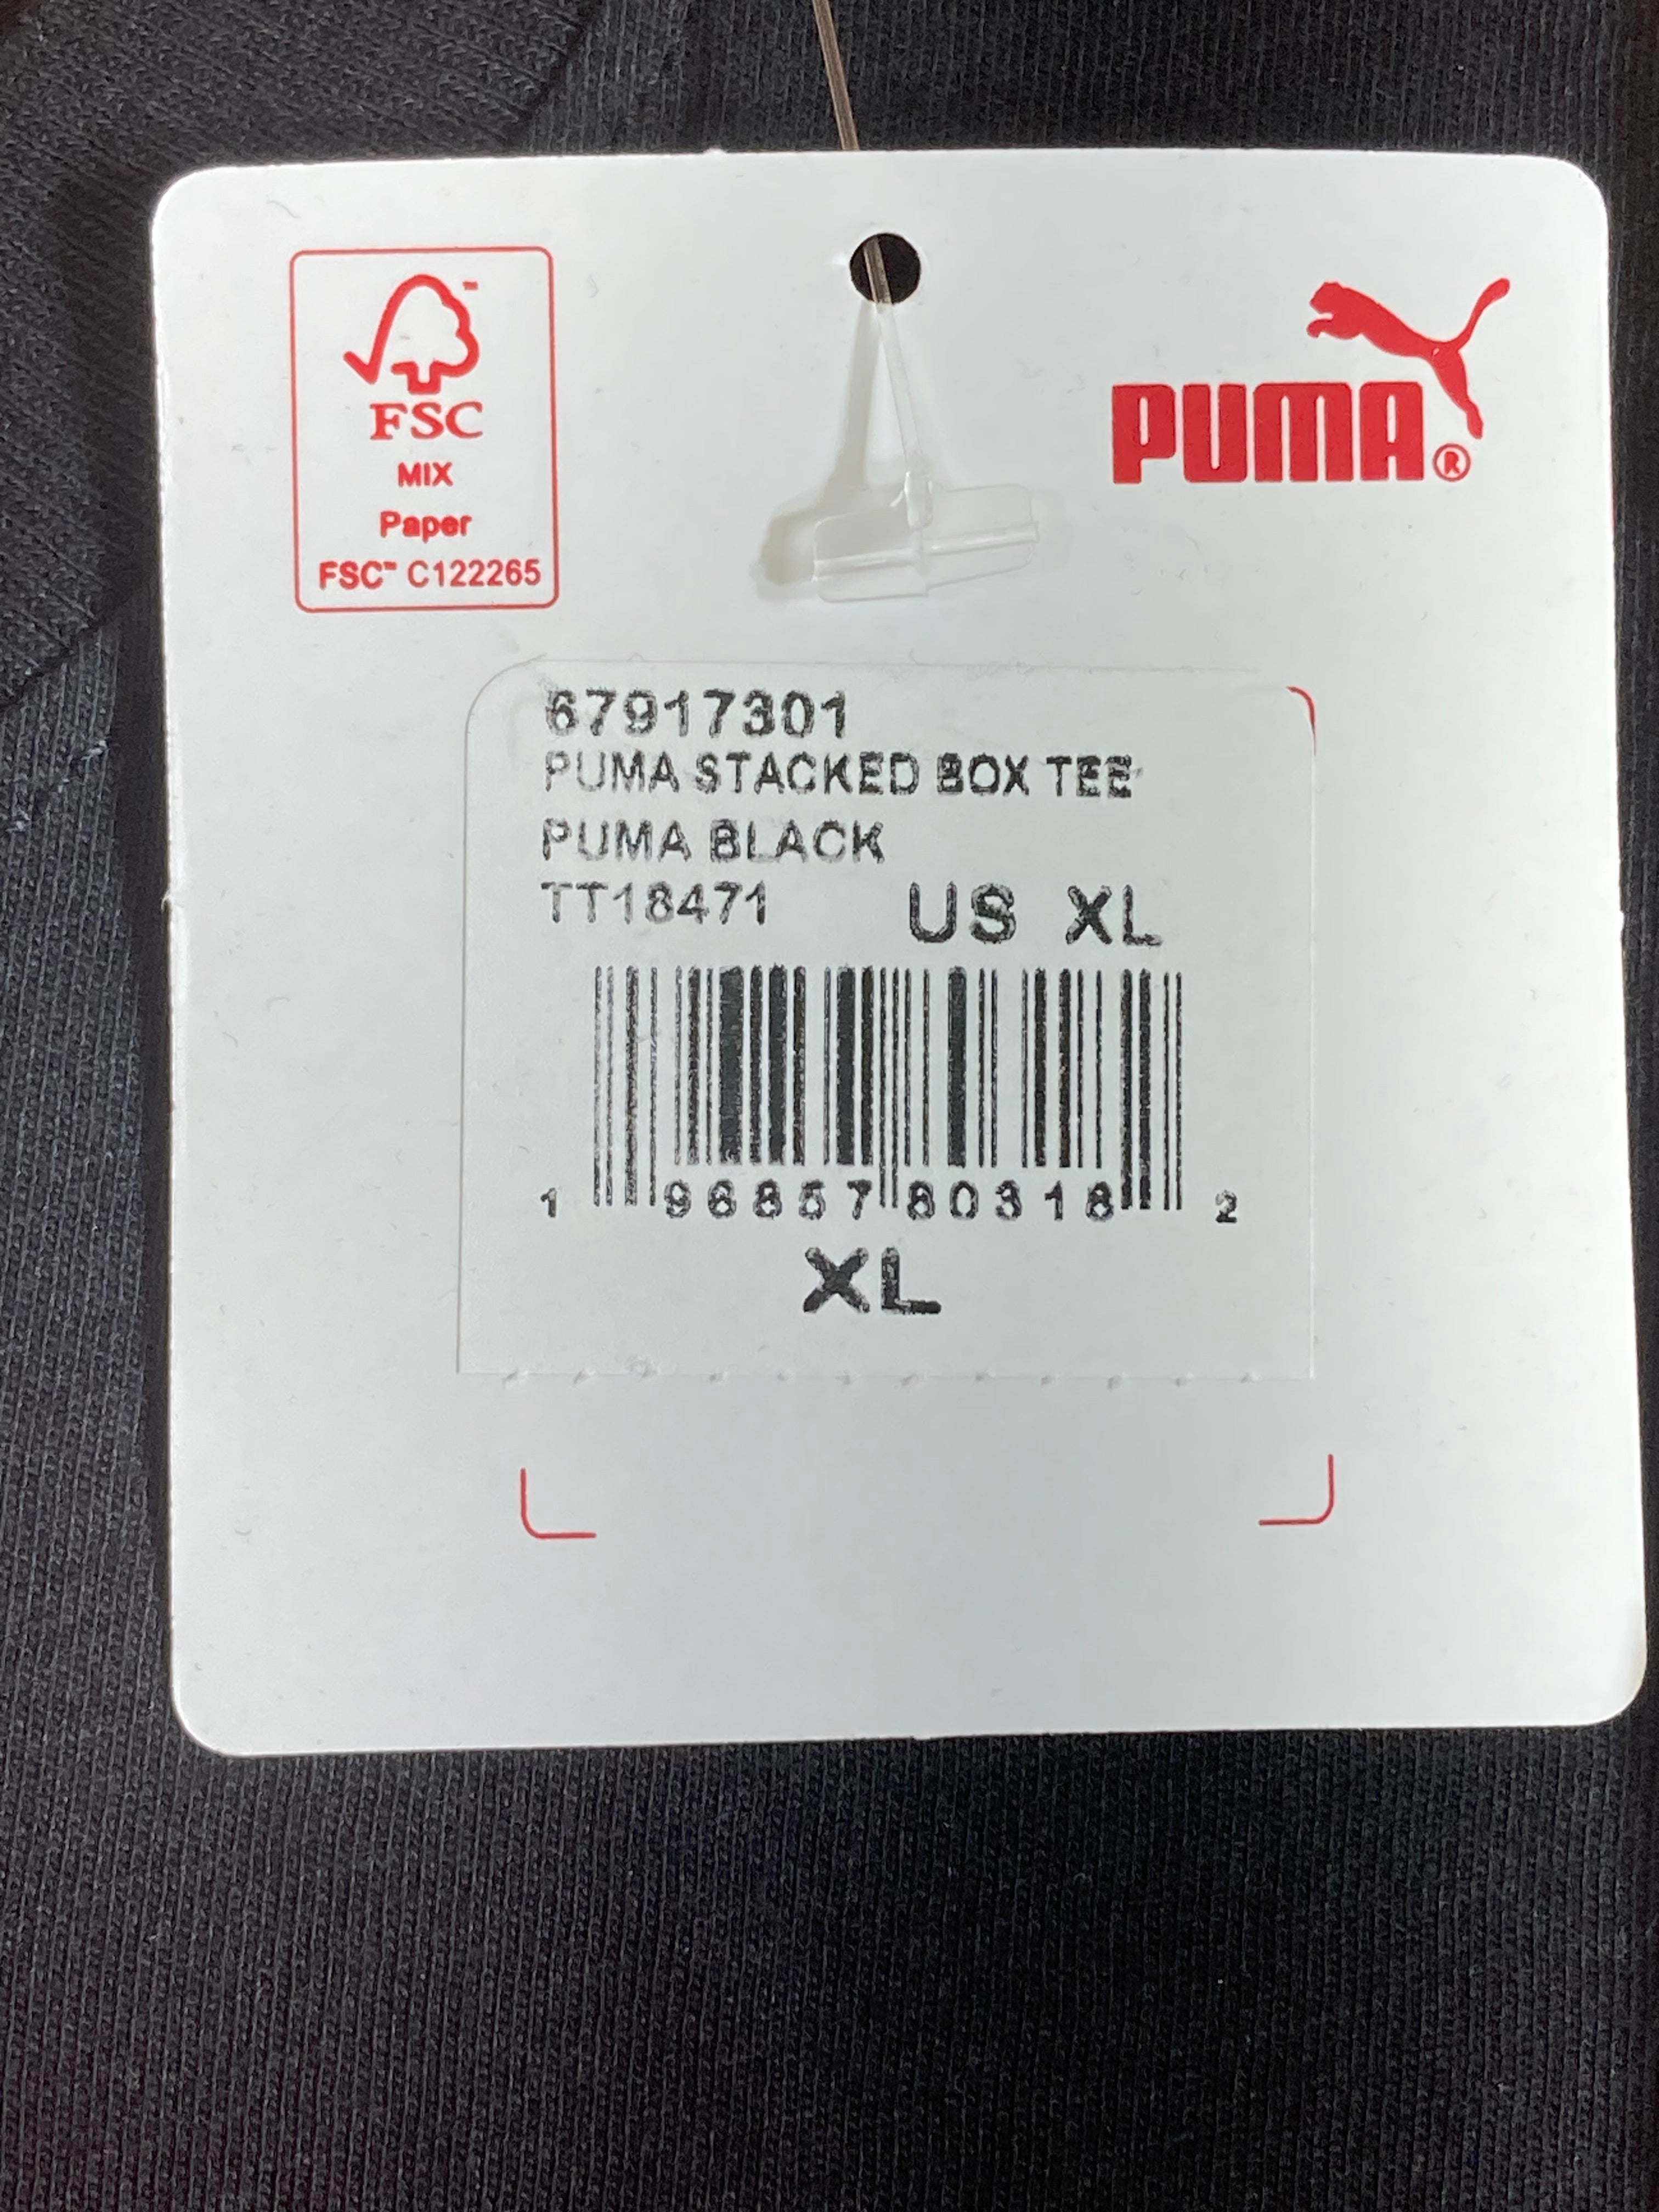 FSC™
MIX
Paper
FSC™ C122265
PUMA®
67917301
PUMA STACKED BOX TEE
PUMA BLACK
TT18471 US XL
1 96857 80318 2
XL